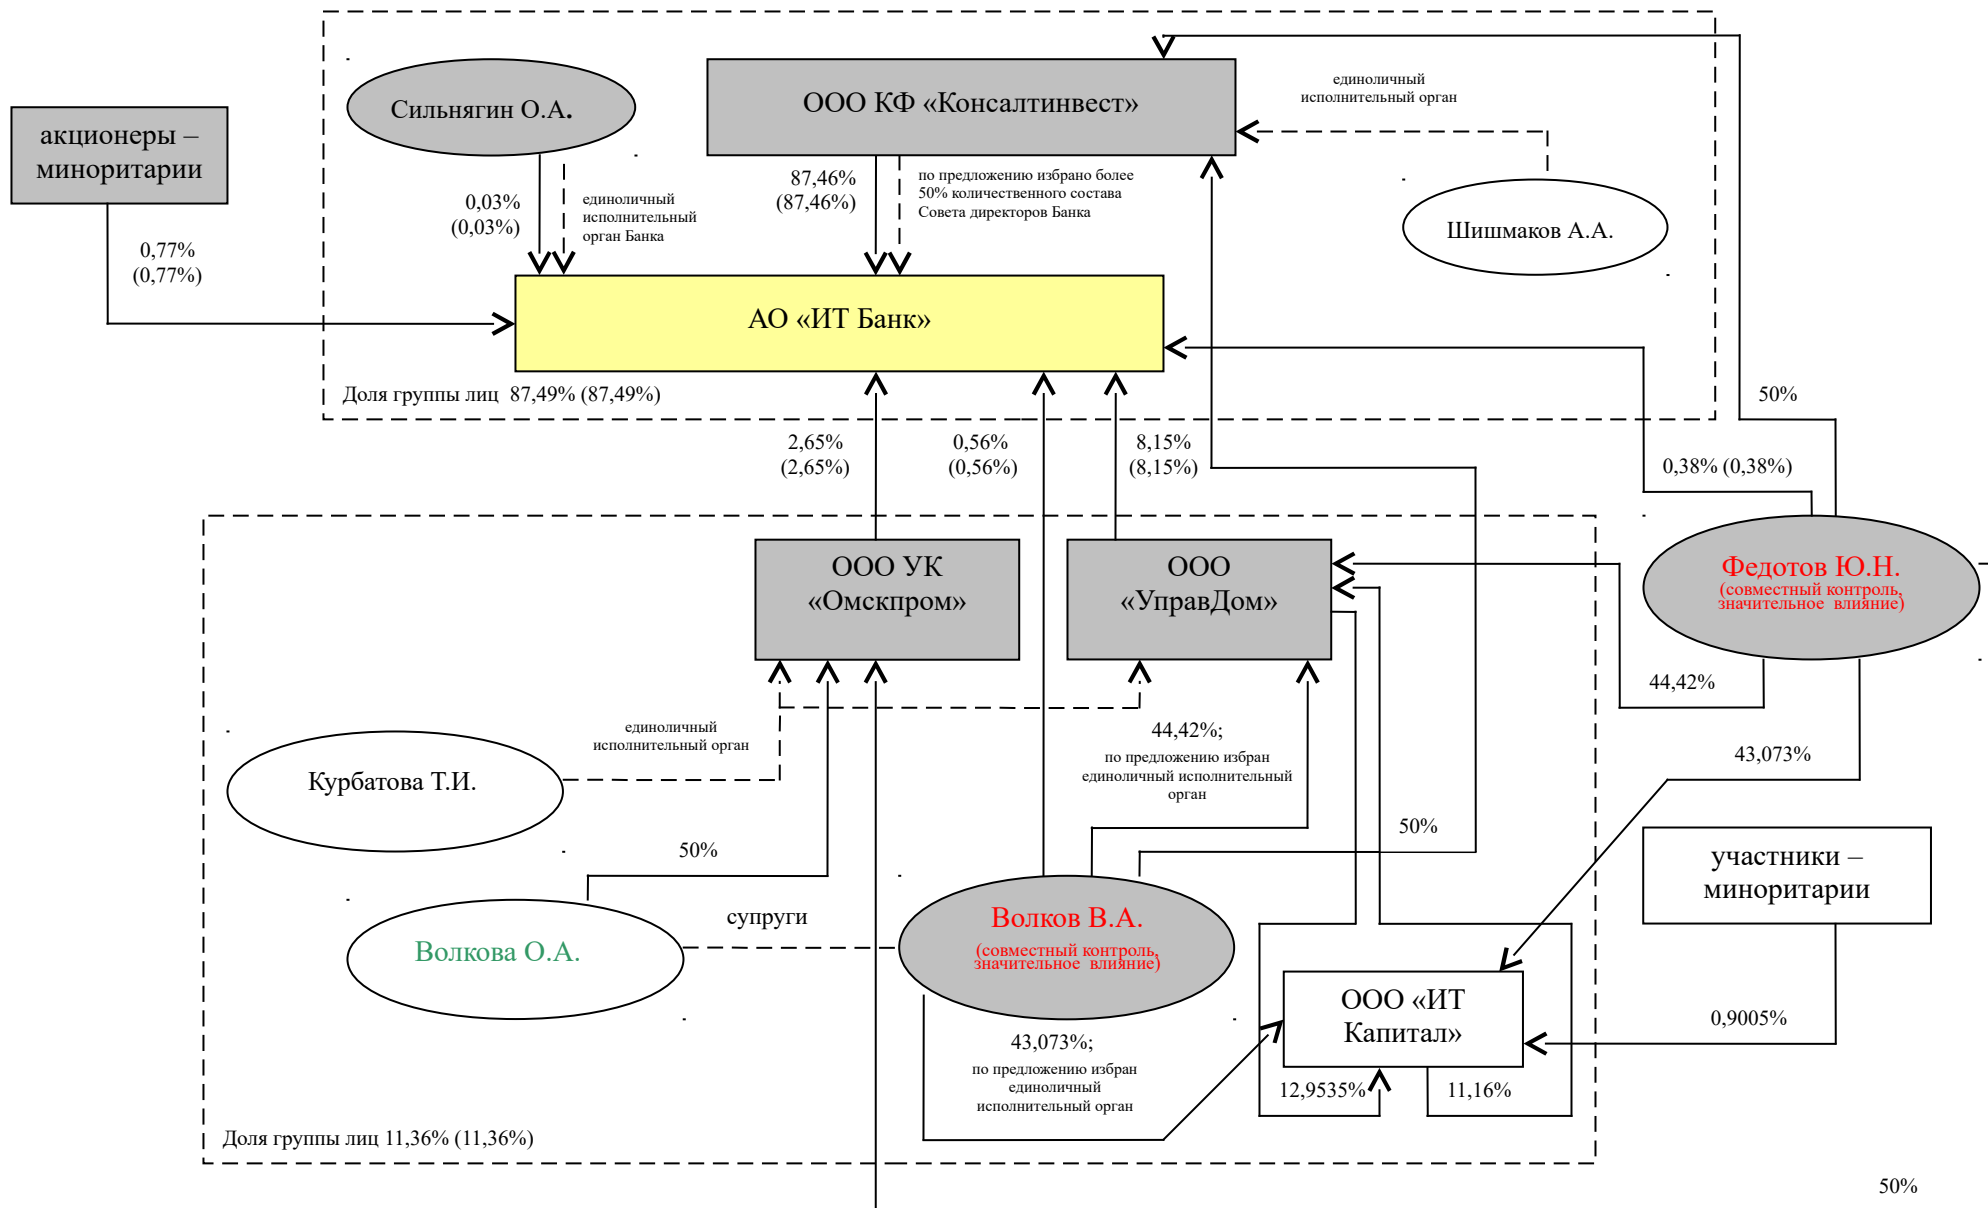 единоличный
исполнительный орган
Сильнягин О.А.
ООО КФ «Консалтинвест»
акционеры –
миноритарии
0,03%
(0,03%)
единоличный
исполнительный
орган Банка
87,46%
(87,46%)
по предложению избрано более
50% количественного состава
Совета директоров Банка
Шишмаков А.А.
0,77%
(0,77%)
АО «ИТ Банк»
Доля группы лиц 87,49% (87,49%)
50%
2,65%
(2,65%)
0,56%
(0,56%)
8,15%
(8,15%)
0,38% (0,38%)
ООО УК
«Омскпром»
ООО
«УправДом»
Федотов Ю.Н.
(совместный контроль,
значительное влияние)
44,42%
единоличный
исполнительный орган
44,42%;
по предложению избран
единоличный исполнительный
орган
43,073%
Курбатова Т.И.
50%
50%
участники –
миноритарии
Волкова О.А.
супруги
Волков В.А.
(совместный контроль,
значительное влияние)
ООО «ИТ
Капитал»
0,9005%
43,073%;
по предложению избран
единоличный
исполнительный орган
12,9535%
11,16%
Доля группы лиц 11,36% (11,36%)
50%